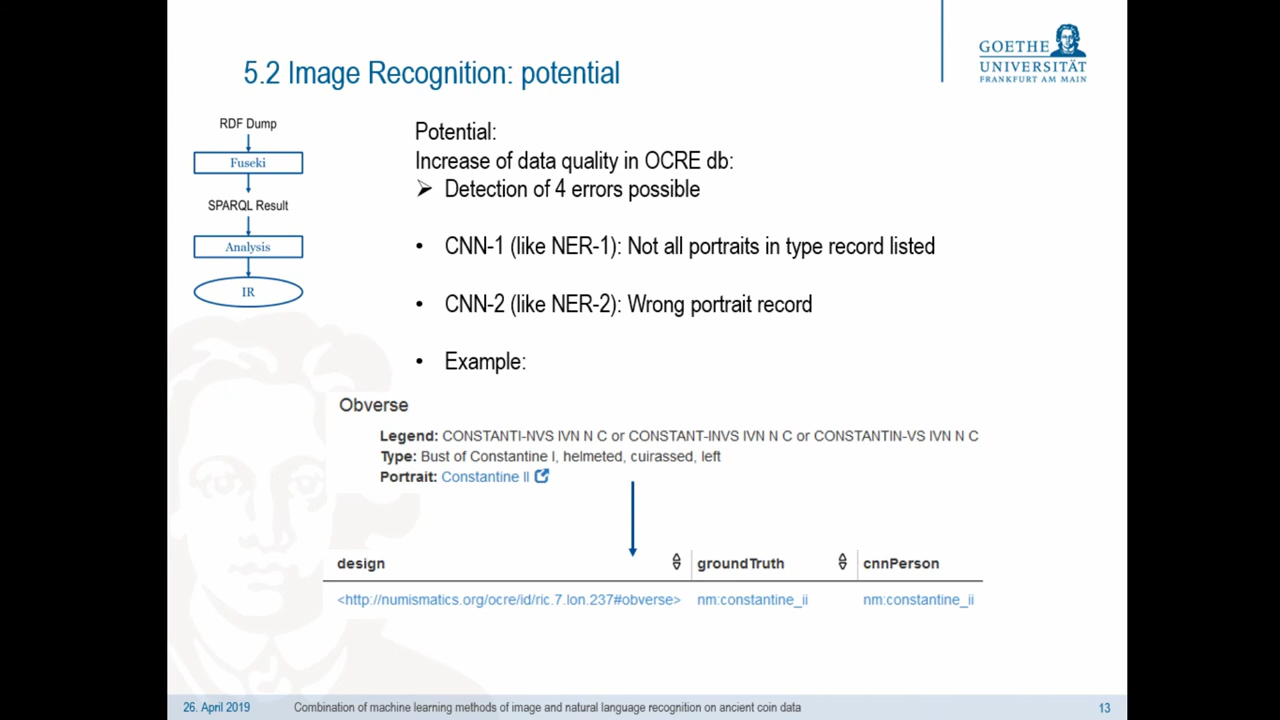 GOETHE
UNIVERSITÄT
FRANKFURT AM MAIN
5.2 Image Recognition: potential
RDF Dump
Fuseki
SPARQL Result
Analysis
IR
Potential:
Increase of data quality in OCRE db:
➢ Detection of 4 errors possible
• CNN-1 (like NER-1): Not all portraits in type record listed
• CNN-2 (like NER-2): Wrong portrait record
• Example:
Obverse
Legend: CONSTANTI-NVS IVN N C or CONSTANT-INVS IVN N C or CONSTANTIN-VS IVN N C
Type: Bust of Constantine I, helmeted, cuirassed, left
Portrait: Constantine II
design groundTruth cnnPerson
<http://numismatics.org/ocre/id/ric.7.lon.237#obverse> nm:constantine_ii nm:constantine_ii
26. April 2019 Combination of machine learning methods of image and natural language recognition on ancient coin data 13